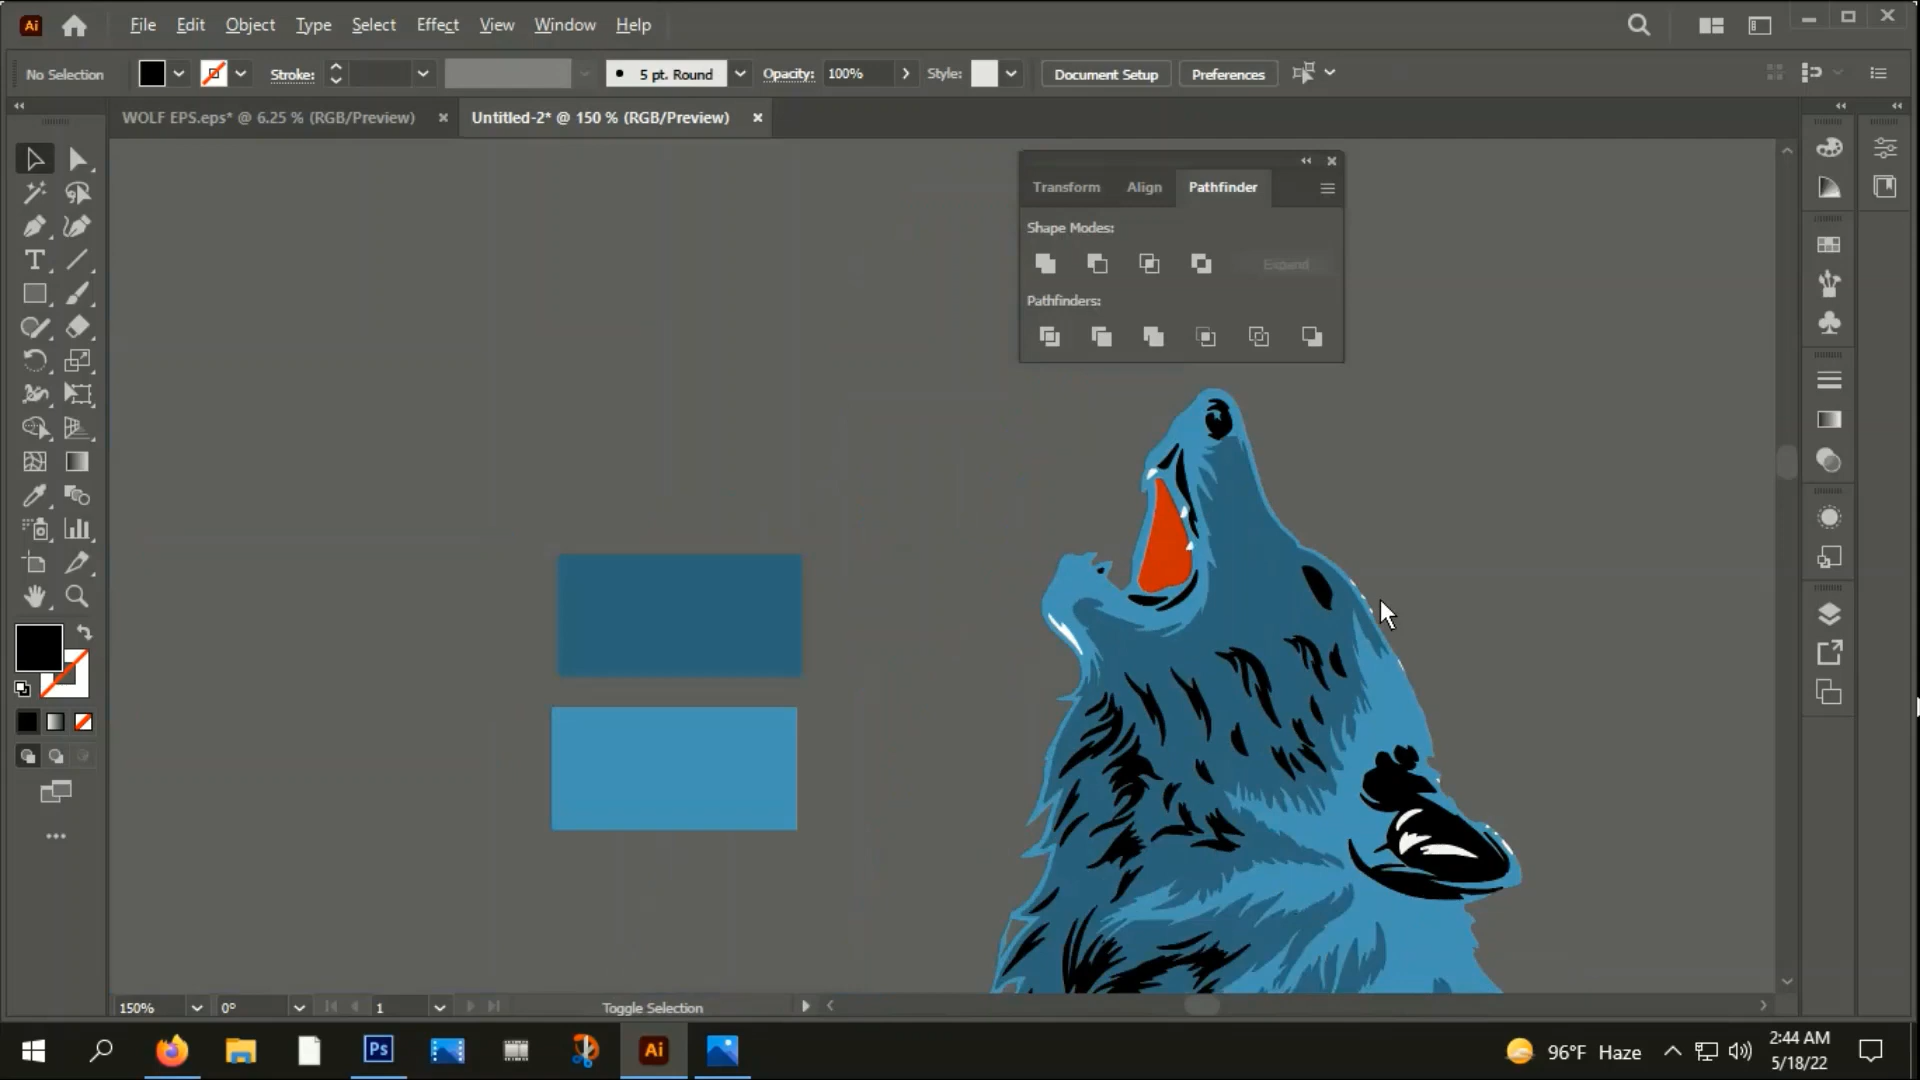 Ai File Edit Object Type Select Effect View Window Help
No Selection Stroke: 5 pt. Round Opacity: 100% Style: Document Setup Preferences
WOLF EPS.eps* @ 6.25 % (RGB/Preview) Untitled-2* @ 150 % (RGB/Preview)
Transform Align Pathfinder
Shape Modes:
Expand
Pathfinders:
150% 0° 1 Toggle Selection
Ps Ai 96°F Haze 2:44 AM
5/18/22